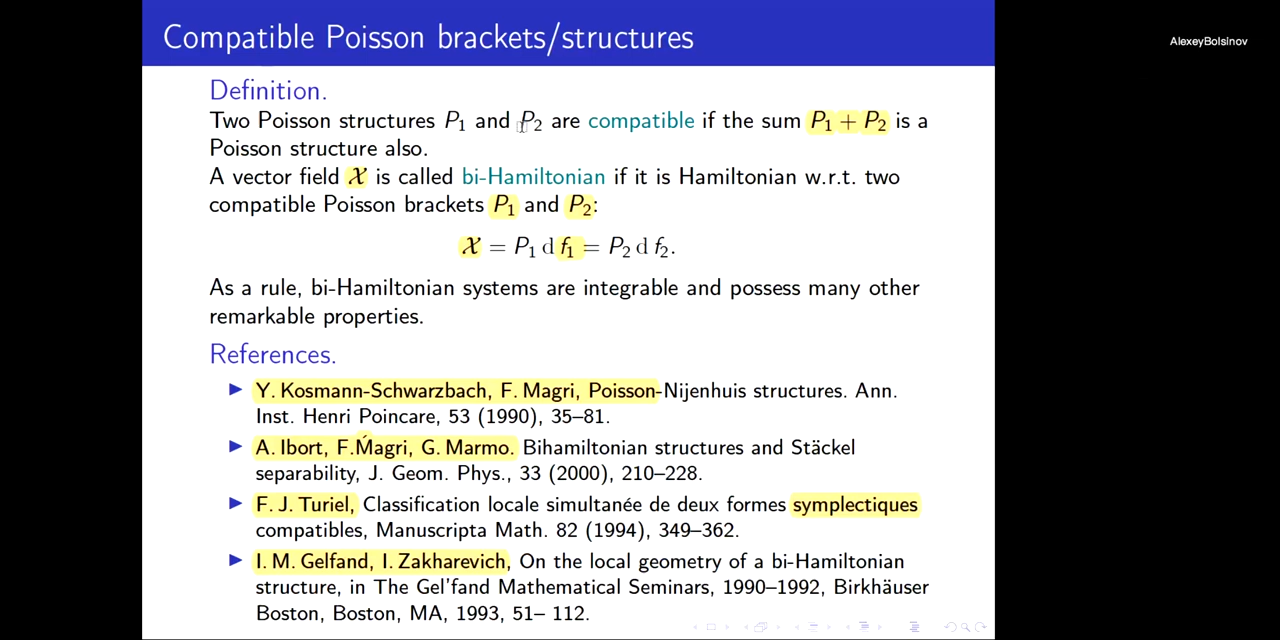 Compatible Poisson brackets/structures
AlexeyBolsinov
Definition.
Two Poisson structures P₁ and P₂ are compatible if the sum P₁ + P₂ is a
Poisson structure also.
A vector field 𝒳 is called bi-Hamiltonian if it is Hamiltonian w.r.t. two
compatible Poisson brackets P₁ and P₂:
𝒳 = P₁ d f₁ = P₂ d f₂.
As a rule, bi-Hamiltonian systems are integrable and possess many other
remarkable properties.
References.
Y. Kosmann-Schwarzbach, F. Magri, Poisson-Nijenhuis structures. Ann.
Inst. Henri Poincare, 53 (1990), 35–81.
A. Ibort, F.Ḿagri, G. Marmo. Bihamiltonian structures and Stäckel
separability, J. Geom. Phys., 33 (2000), 210–228.
F. J. Turiel, Classification locale simultanée de deux formes symplectiques
compatibles, Manuscripta Math. 82 (1994), 349–362.
I. M. Gelfand, I. Zakharevich, On the local geometry of a bi-Hamiltonian
structure, in The Gel'fand Mathematical Seminars, 1990–1992, Birkhäuser
Boston, Boston, MA, 1993, 51– 112.